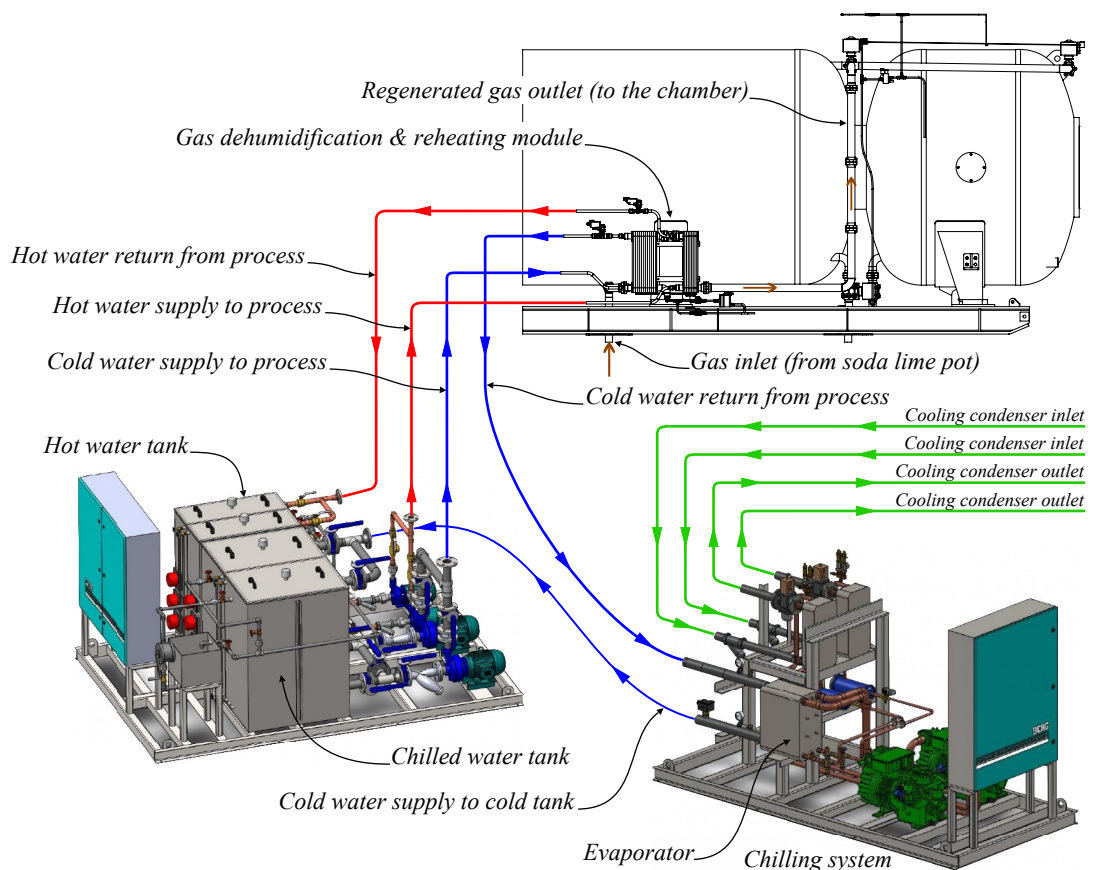 Regenerated gas outlet (to the chamber)
Gas dehumidification & reheating module
Hot water return from process
Hot water supply to process
Cold water supply to process
Gas inlet (from soda lime pot)
Cold water return from process
Cooling condenser inlet
Cooling condenser inlet
Cooling condenser outlet
Cooling condenser outlet
Hot water tank
BERG
Chilled water tank
Cold water supply to cold tank
Evaporator
Chilling system